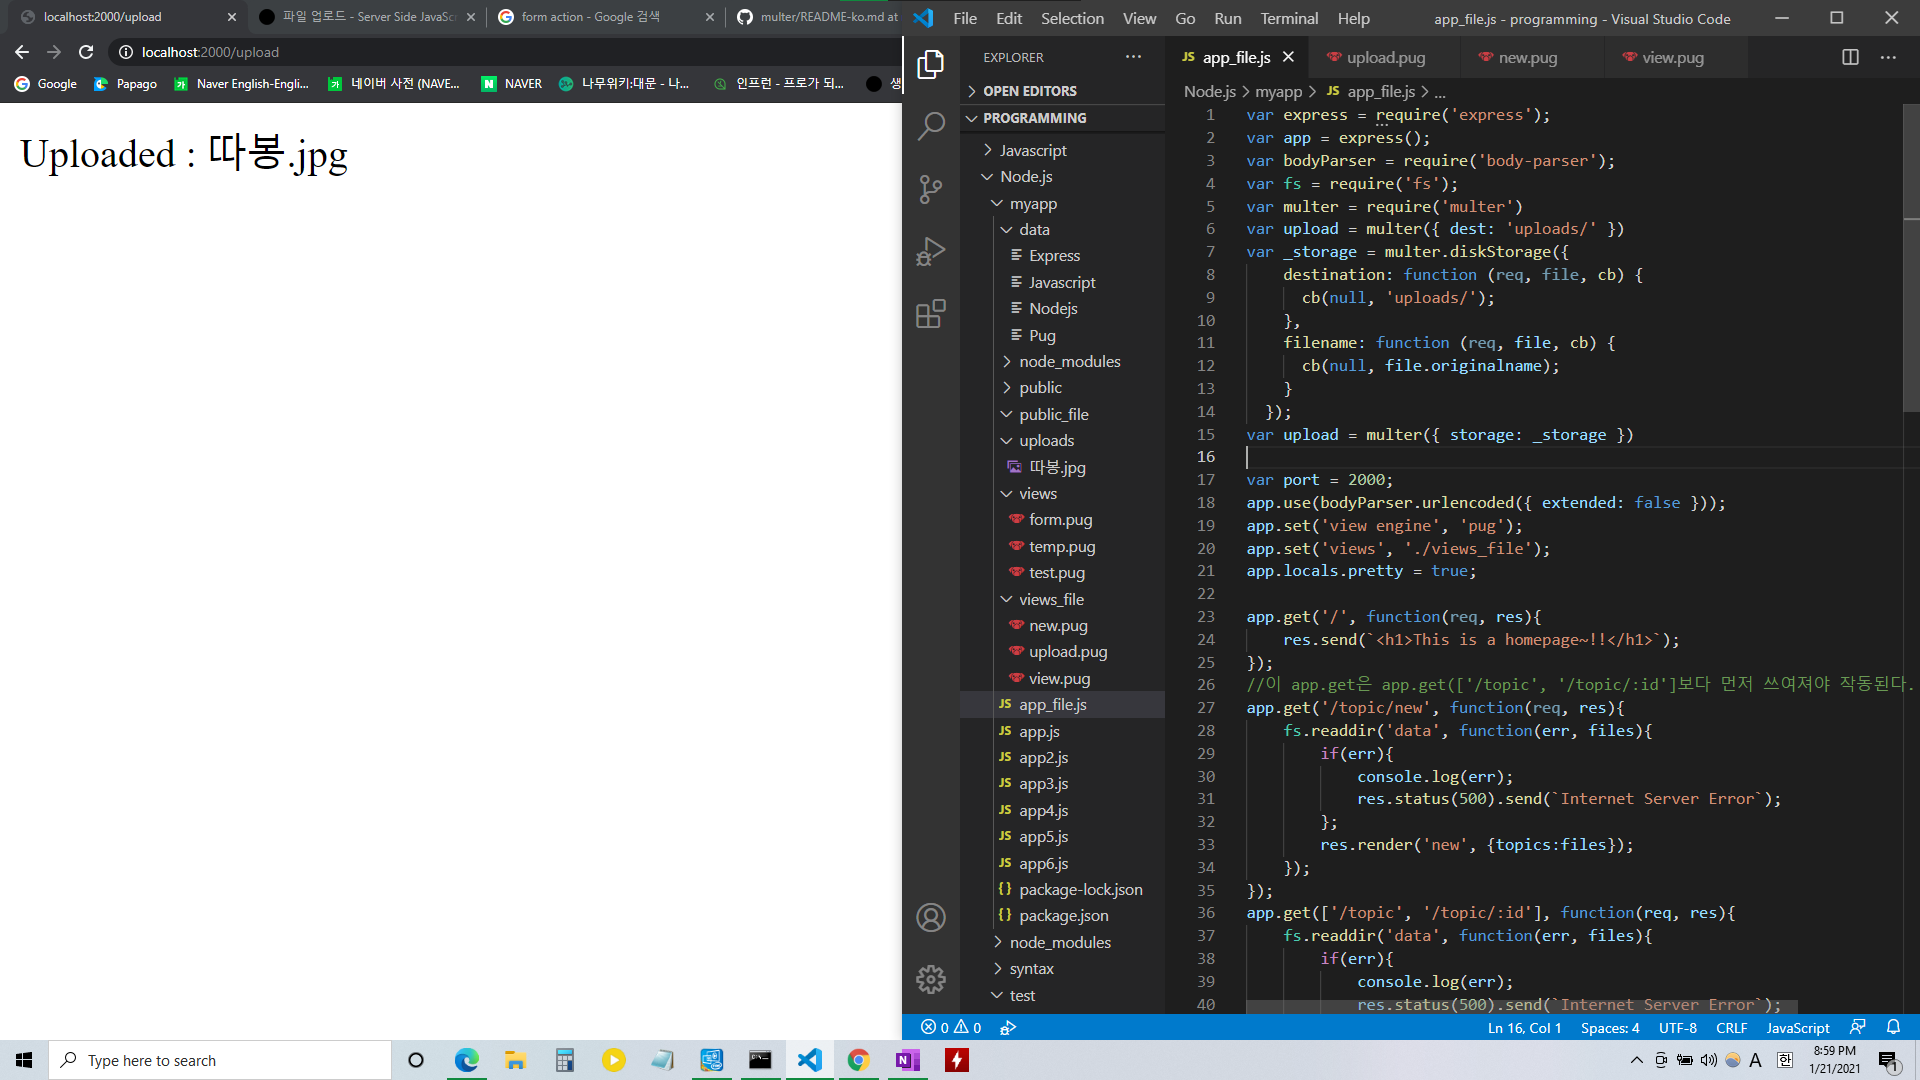 localhost:2000/upload
파일 업로드 - Server Side JavaSc
form action - Google 검색
multer/README-ko.md at
localhost:2000/upload
Google
Papago
Naver English-Engli...
네이버 사전 (NAVE...
NAVER
나무위키:대문 - 나...
인프런 - 프로가 되...
생
Uploaded : 따봉.jpg
File Edit Selection View Go Run Terminal Help
app_file.js - programming - Visual Studio Code
EXPLORER
OPEN EDITORS
PROGRAMMING
Javascript
Node.js
myapp
data
Express
Javascript
Nodejs
Pug
node_modules
public
public_file
uploads
따봉.jpg
views
form.pug
temp.pug
test.pug
views_file
new.pug
upload.pug
view.pug
JS app_file.js
JS app.js
JS app2.js
JS app3.js
JS app4.js
JS app5.js
JS app6.js
{} package-lock.json
{} package.json
node_modules
syntax
test
JS app_file.js
upload.pug
new.pug
view.pug
Node.js > myapp > JS app_file.js > ...
1 var express = require('express');
2 var app = express();
3 var bodyParser = require('body-parser');
4 var fs = require('fs');
5 var multer = require('multer')
6 var upload = multer({ dest: 'uploads/' })
7 var _storage = multer.diskStorage({
8 destination: function (req, file, cb) {
9 cb(null, 'uploads/');
10 },
11 filename: function (req, file, cb) {
12 cb(null, file.originalname);
13 }
14 });
15 var upload = multer({ storage: _storage })
16
17 var port = 2000;
18 app.use(bodyParser.urlencoded({ extended: false }));
19 app.set('view engine', 'pug');
20 app.set('views', './views_file');
21 app.locals.pretty = true;
22
23 app.get('/', function(req, res){
24 res.send(`<h1>This is a homepage~!!</h1>`);
25 });
26 //이 app.get은 app.get(['/topic', '/topic/:id']보다 먼저 쓰여져야 작동된다.
27 app.get('/topic/new', function(req, res){
28 fs.readdir('data', function(err, files){
29 if(err){
30 console.log(err);
31 res.status(500).send(`Internet Server Error`);
32 };
33 res.render('new', {topics:files});
34 });
35 });
36 app.get(['/topic', '/topic/:id'], function(req, res){
37 fs.readdir('data', function(err, files){
38 if(err){
39 console.log(err);
40 res.status(500).send(`Internet Server Error`);
0 0
Ln 16, Col 1
Spaces: 4
UTF-8
CRLF
JavaScript
Type here to search
A
한
8:59 PM
1/21/2021
1